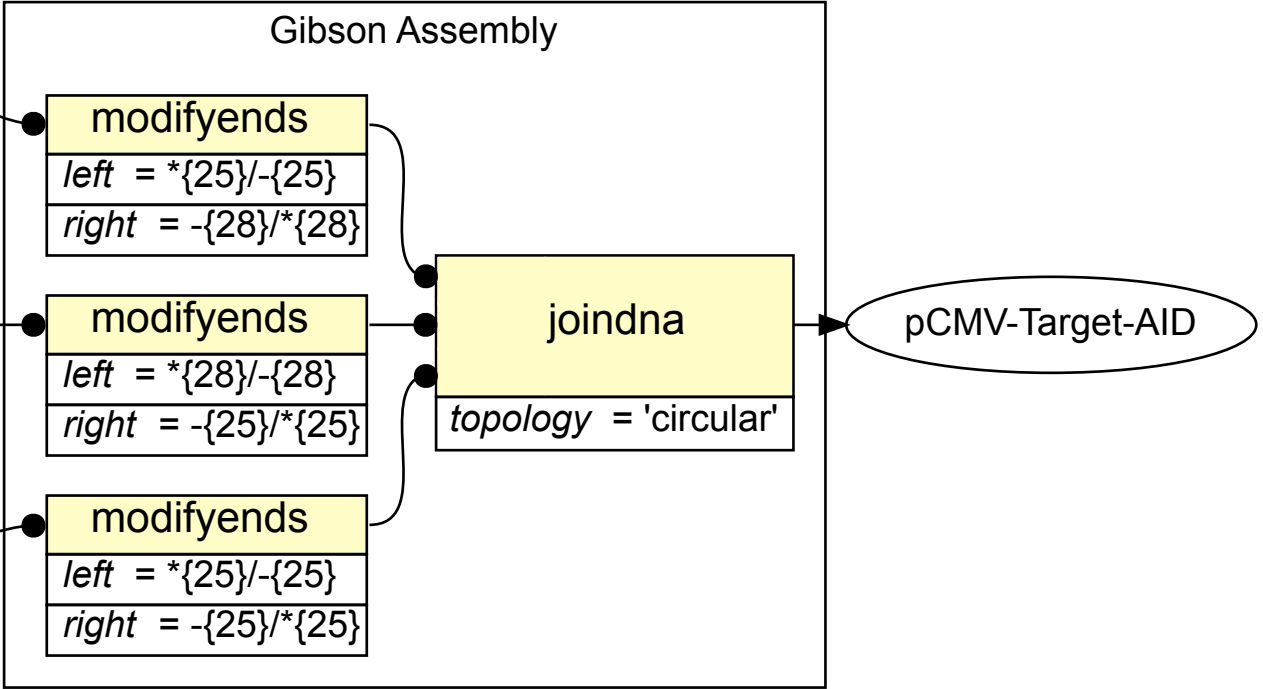 Gibson Assembly
modifyends
left = *{25}/-{25}
right = -{28}/*{28}
modifyends
left = *{28}/-{28}
right = -{25}/*{25}
modifyends
left = *{25}/-{25}
right = -{25}/*{25}
joindna
topology = 'circular'
pCMV-Target-AID